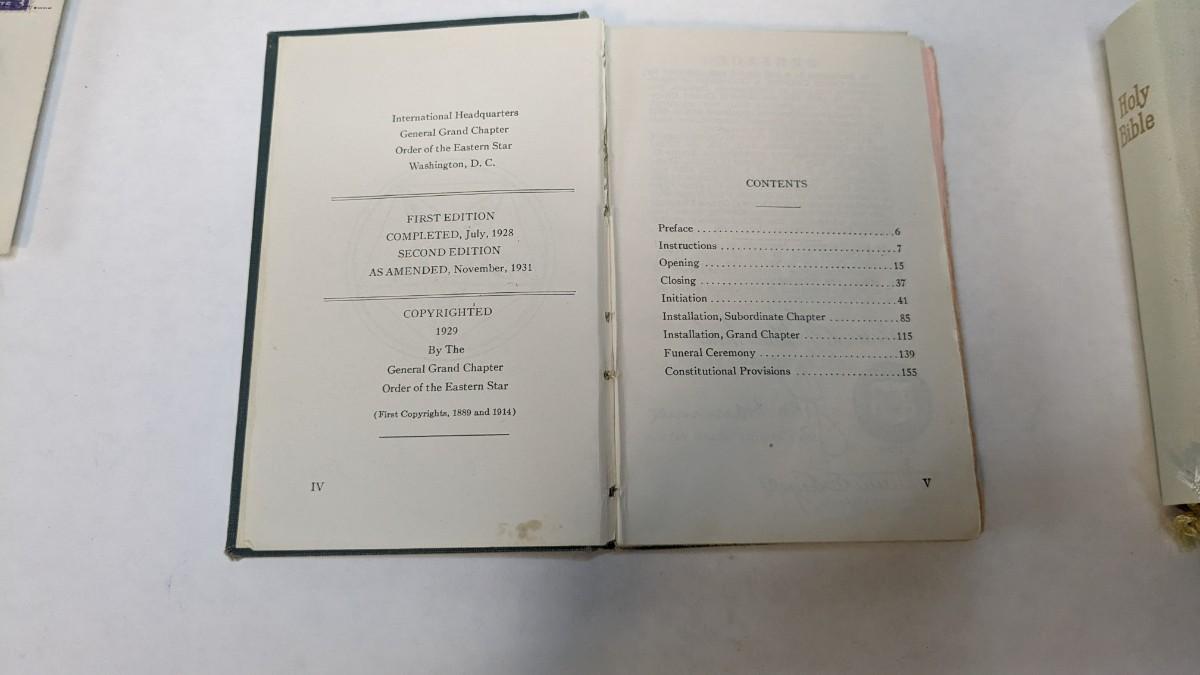 International Headquarters
General Grand Chapter
Order of the Eastern Star
Washington, D. C.
FIRST EDITION
COMPLETED, July, 1928
SECOND EDITION
AS AMENDED, November, 1931
COPYRIGHTED
1929
By The
General Grand Chapter
Order of the Eastern Star
(First Copyrights, 1889 and 1914)
IV
CONTENTS
Preface ........................................6
Instructions ....................................7
Opening ......................................15
Closing ........................................37
Initiation ......................................41
Installation, Subordinate Chapter ............85
Installation, Grand Chapter ..................115
Funeral Ceremony ...........................139
Constitutional Provisions .....................155
V
Holy
Bible